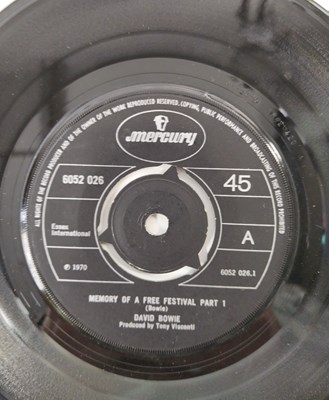 ALL RIGHTS OF THE RECORD PRODUCER AND OF THE OWNER OF THE WORK REPRODUCED RESERVED. COPYING, PUBLIC PERFORMANCE AND BROADCASTING OF THIS RECORD PROHIBITED
mercury
6052 026
45
Essex
International
A
℗ 1970
6052 026.1
MEMORY OF A FREE FESTIVAL PART 1
(Bowie)
DAVID BOWIE
Produced by Tony Visconti